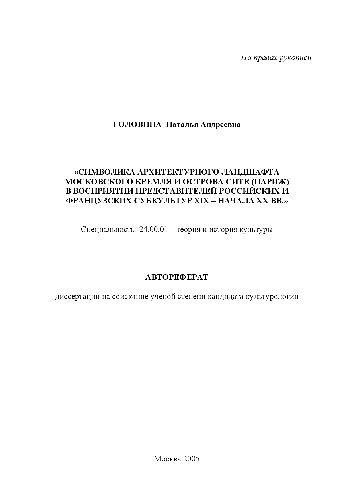 На правах рукописи
ГОЛОВИНА Наталья Андреевна
«СИМВОЛИКА АРХИТЕКТУРНОГО ЛАНДШАФТА
МОСКОВСКОГО КРЕМЛЯ И ОСТРОВА СИТЕ (ПАРИЖ)
В ВОСПРИЯТИИ ПРЕДСТАВИТЕЛЕЙ РОССИЙСКИХ И
ФРАНЦУЗСКИХ СУБКУЛЬТУР XIX – НАЧАЛА XX ВВ.»
Специальность 24.00.01 – теория и история культуры
АВТОРЕФЕРАТ
диссертации на соискание ученой степени кандидата культурологии
Москва 2005